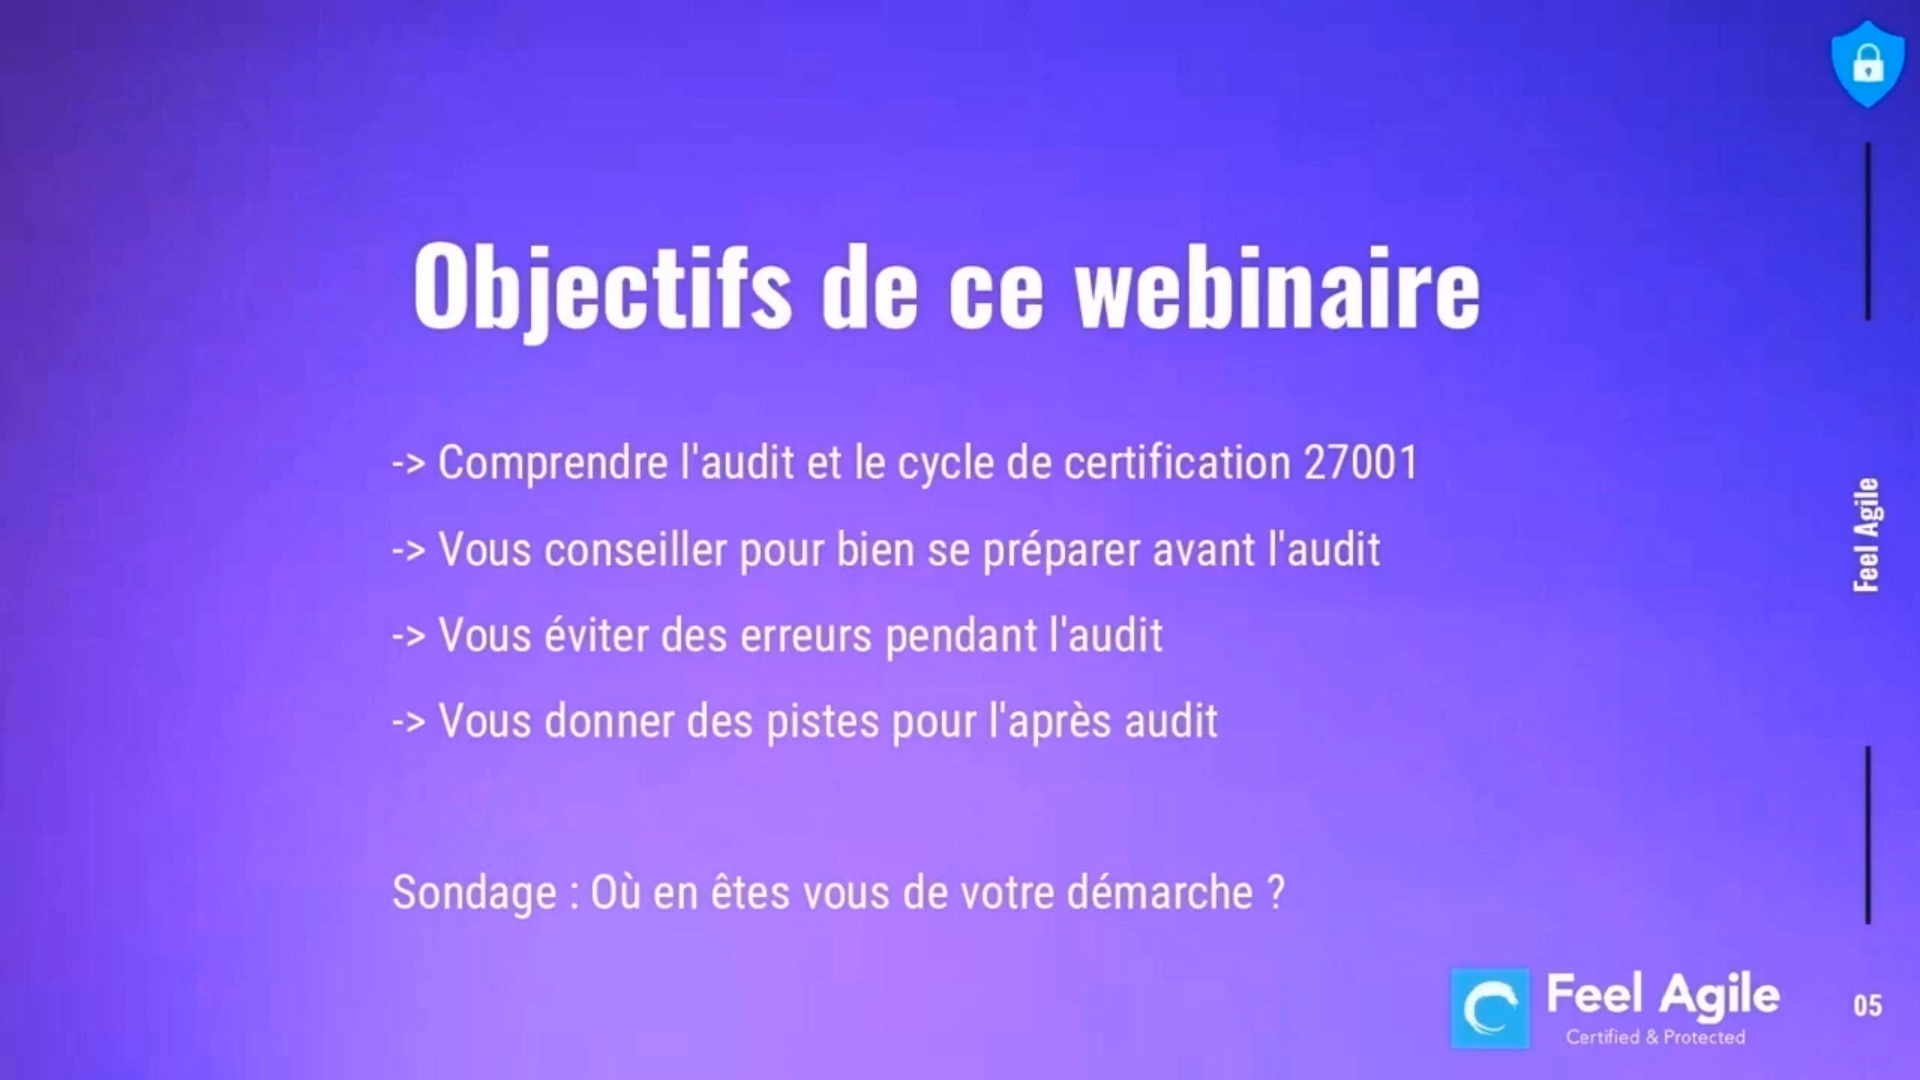 Objectifs de ce webinaire
-> Comprendre l'audit et le cycle de certification 27001
-> Vous conseiller pour bien se préparer avant l'audit
-> Vous éviter des erreurs pendant l'audit
-> Vous donner des pistes pour l'après audit
Sondage : Où en êtes vous de votre démarche ?
Feel Agile
Feel Agile
Certified & Protected
05